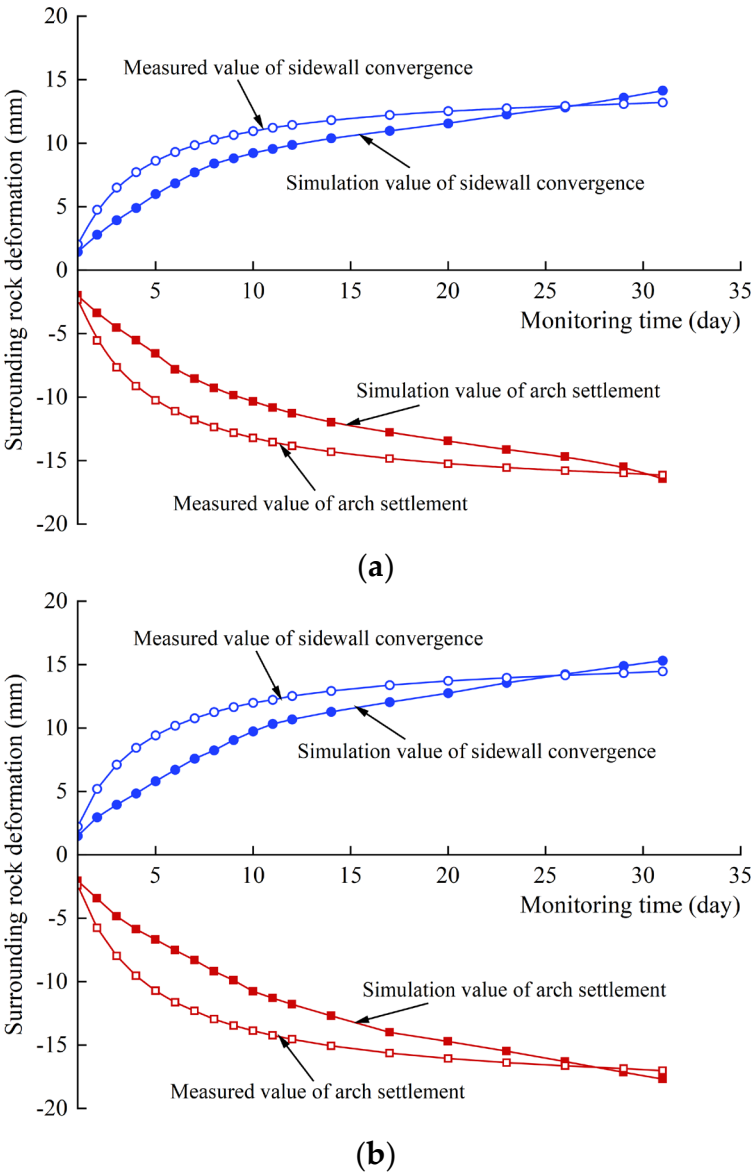 20
Measured value of sidewall convergence
15
10
Simulation value of sidewall convergence
5
0
5 10 15 20 25 30 35
Monitoring time (day)
-5
Simulation value of arch settlement
-10
-15
Measured value of arch settlement
-20
Surrounding rock deformation (mm)
(a)
20
Measured value of sidewall convergence
15
10
Simulation value of sidewall convergence
5
0
5 10 15 20 25 30 35
Monitoring time (day)
-5
-10
Simulation value of arch settlement
-15
Measured value of arch settlement
-20
Surrounding rock deformation (mm)
(b)